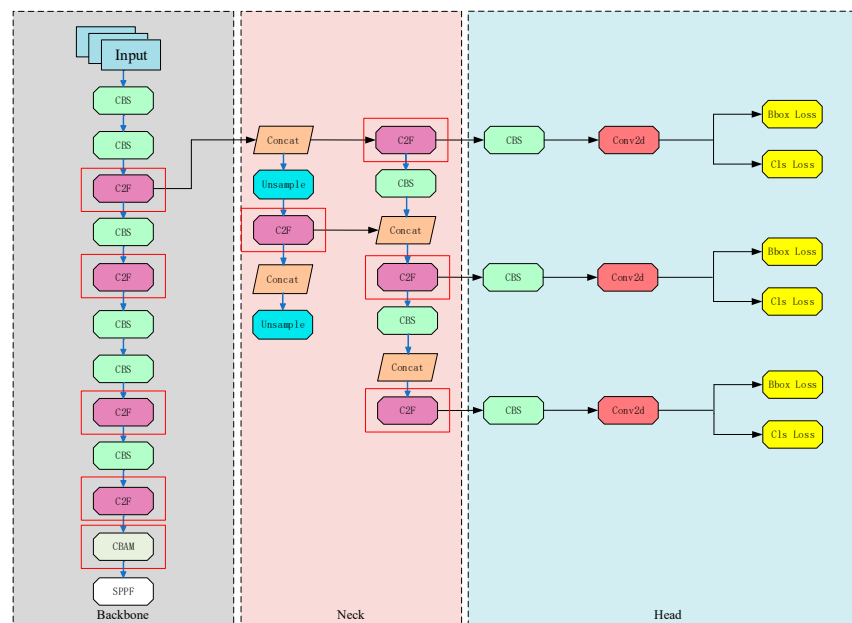 Input
CBS
CBS
C2F
CBS
C2F
CBS
CBS
C2F
CBS
C2F
CBAM
SPPF
Backbone
Concat
Unsample
C2F
Concat
Unsample
C2F
CBS
Concat
C2F
CBS
Concat
C2F
Neck
CBS
Conv2d
Bbox Loss
Cls Loss
CBS
Conv2d
Bbox Loss
Cls Loss
CBS
Conv2d
Bbox Loss
Cls Loss
Head